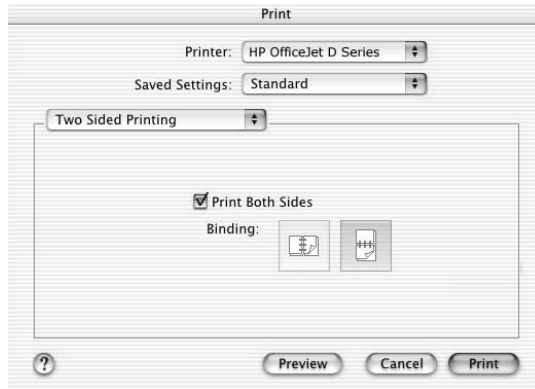 Print
Printer: HP OfficeJet D Series
Saved Settings: Standard
Two Sided Printing
Print Both Sides
Binding:
? Preview Cancel Print